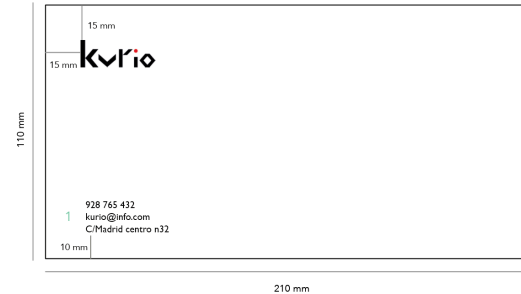 15 mm
15 mm
kurio
110 mm
928 765 432
1
kurio@info.com
C/Madrid centro n32
10 mm
210 mm